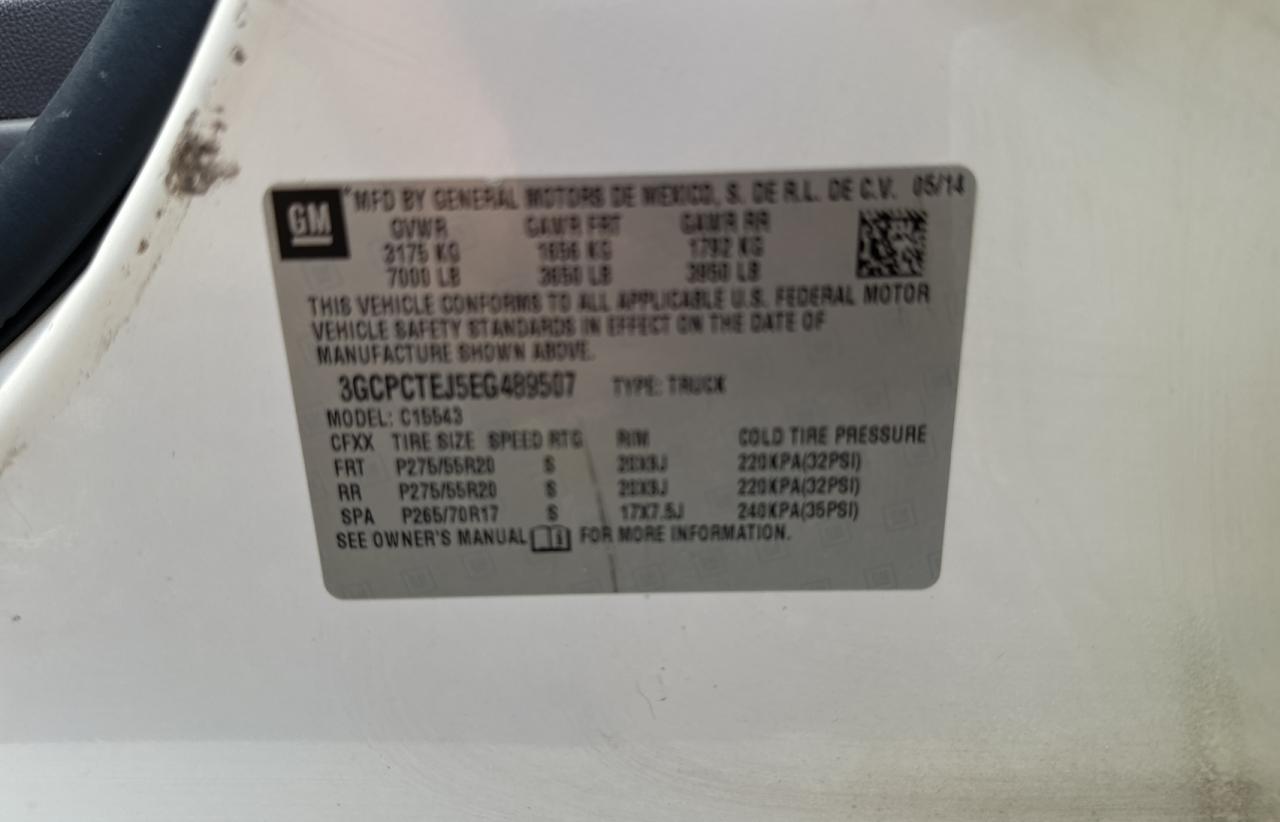 GM
*MFD BY GENERAL MOTORS DE MEXICO, S. DE R.L. DE C.V. 05/14
GVWR GAWR FRT GAWR RR
3175 KG 1656 KG 1792 KG
7000 LB 3650 LB 3950 LB
THIS VEHICLE CONFORMS TO ALL APPLICABLE U.S. FEDERAL MOTOR
VEHICLE SAFETY STANDARDS IN EFFECT ON THE DATE OF
MANUFACTURE SHOWN ABOVE.
3GCPCTEJ5EG489507 TYPE: TRUCK
MODEL: C15543
CFXX TIRE SIZE SPEED RTG RIM COLD TIRE PRESSURE
FRT P275/55R20 S 20X9J 220KPA(32PSI)
RR P275/55R20 S 20X9J 220KPA(32PSI)
SPA P265/70R17 S 17X7.5J 240KPA(35PSI)
SEE OWNER'S MANUAL FOR MORE INFORMATION.